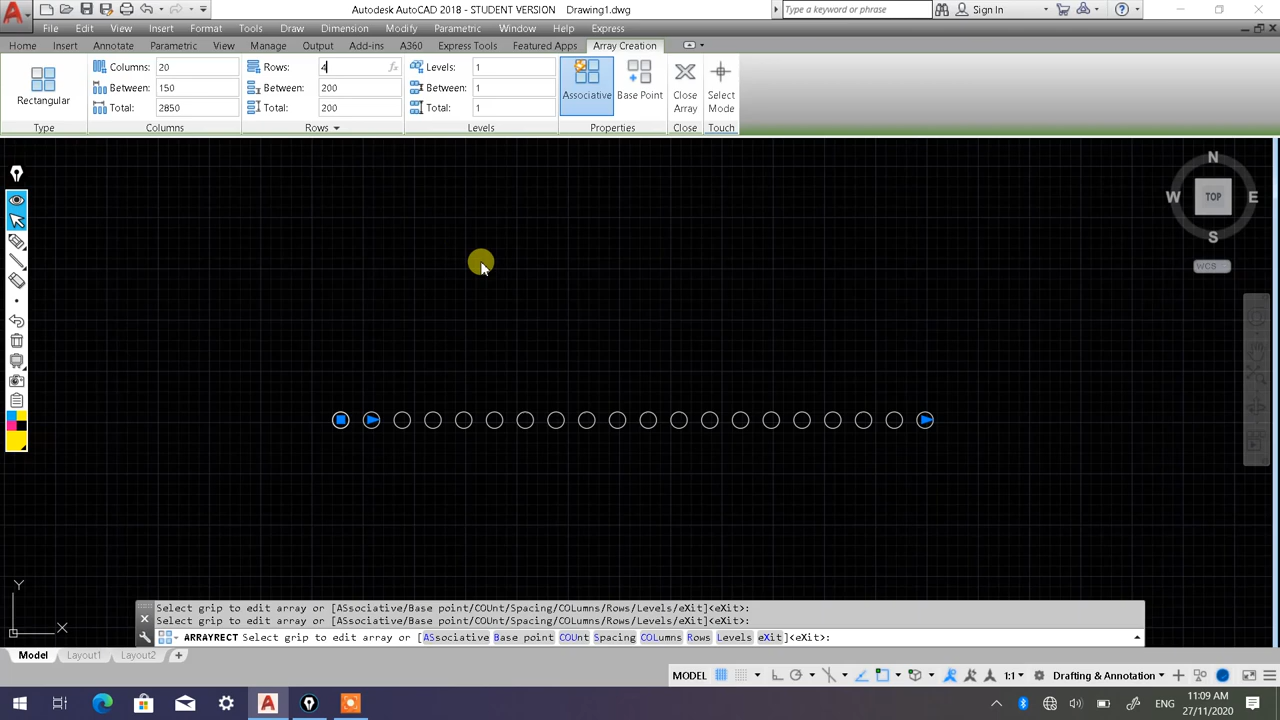 Autodesk AutoCAD 2018 - STUDENT VERSION Drawing1.dwg
Type a keyword or phrase
Sign In
File Edit View Insert Format Tools Draw Dimension Modify Parametric Window Help Express
Home Insert Annotate Parametric View Manage Output Add-ins A360 Express Tools Featured Apps Array Creation
Columns: 20 Rows: 4 fx Levels: 1
Between: 150 Between: 200 Between: 1
Total: 2850 Total: 200 Total: 1
Rectangular
Associative Base Point Close Array Select Mode
Type Columns Rows Levels Properties Close Touch
N
W TOP E
S
WCS
Y
X
Select grip to edit array or [ASsociative/Base point/COUnt/Spacing/COLumns/Rows/Levels/eXit]<eXit>:
Select grip to edit array or [ASsociative/Base point/COUnt/Spacing/COLumns/Rows/Levels/eXit]<eXit>:
ARRAYRECT Select grip to edit array or [ASsociative Base point COUnt Spacing COLumns Rows Levels eXit]<eXit>:
Model Layout1 Layout2 +
MODEL 1:1 Drafting & Annotation
ENG
11:09 AM
27/11/2020